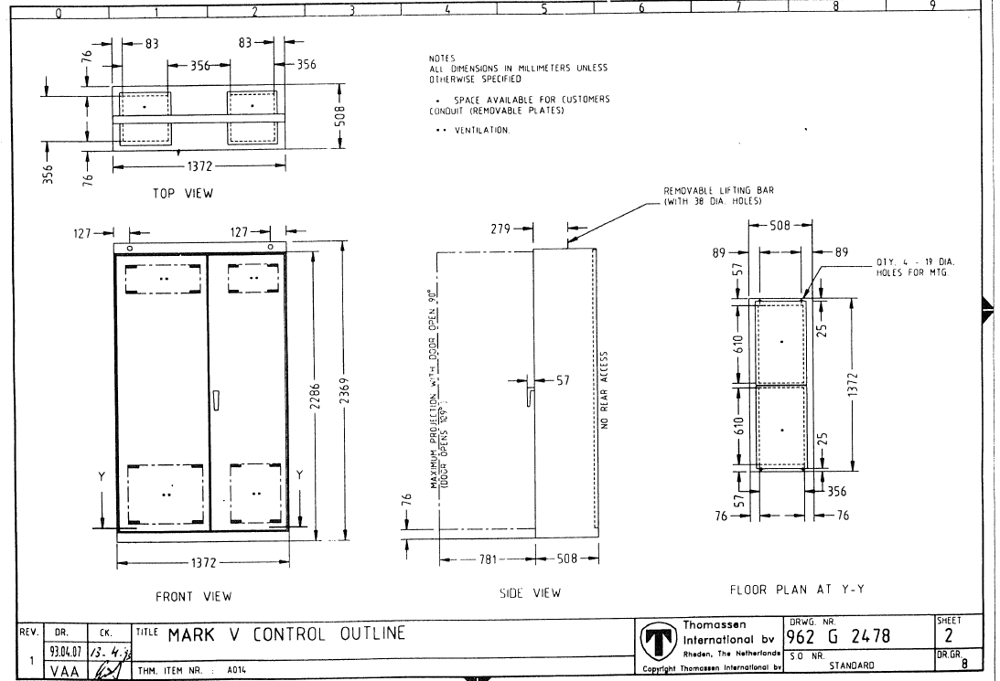 0 1 2 3 4 5 6 7 8 9
83 83
76
356 356
508
356
76
1372
TOP VIEW
NOTES
ALL DIMENSIONS IN MILLIMETERS UNLESS
OTHERWISE SPECIFIED
* SPACE AVAILABLE FOR CUSTOMERS
CONDUIT (REMOVABLE PLATES)
** VENTILATION.
127 127
**
**
2286
2369
Y Y
**
**
1372
FRONT VIEW
REMOVABLE LIFTING BAR
(WITH 38 DIA. HOLES)
279
MAXIMUM PROJECTION WITH DOOR OPEN 90°
(DOOR OPENS 109°)
57
NO REAR ACCESS
76
781 508
SIDE VIEW
508
89 89
QTY. 4 - 19 DIA.
HOLES FOR MTG.
57
25
610
1372
610
25
57
356
76 76
FLOOR PLAN AT Y-Y
REV. DR. CK. TITLE MARK V CONTROL OUTLINE
1 93.04.07
VAA
THM. ITEM NR. : A014
T
Thomassen
International bv
Rheden, The Netherlands
Copyright Thomassen International bv
DRWG. NR.
962 G 2478
S.O NR.
STANDARD
SHEET
2
DR.GR.
8